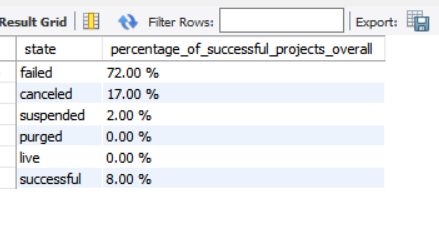 Result Grid Filter Rows: Export:
state percentage_of_successful_projects_overall
failed 72.00 %
canceled 17.00 %
suspended 2.00 %
purged 0.00 %
live 0.00 %
successful 8.00 %